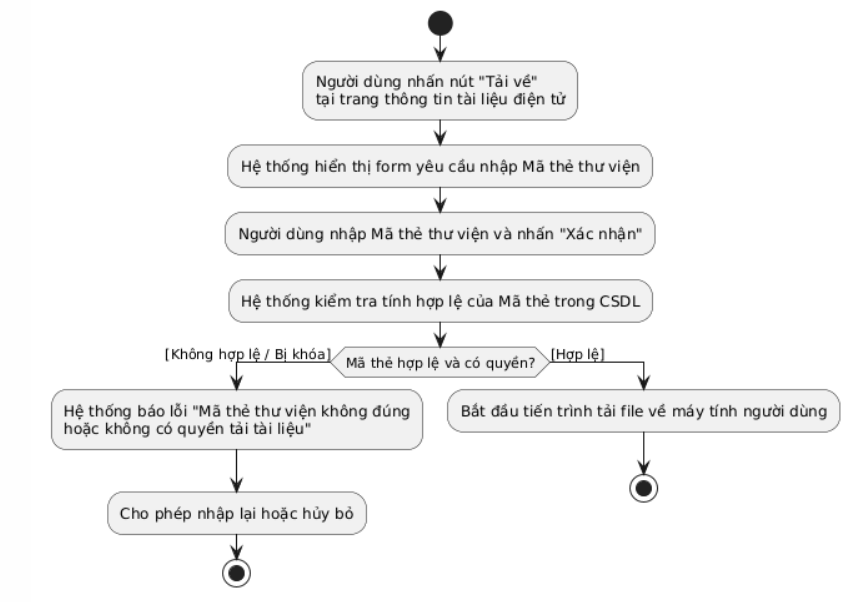 Người dùng nhấn nút "Tải về"
tại trang thông tin tài liệu điện tử
Hệ thống hiển thị form yêu cầu nhập Mã thẻ thư viện
Người dùng nhập Mã thẻ thư viện và nhấn "Xác nhận"
Hệ thống kiểm tra tính hợp lệ của Mã thẻ trong CSDL
Mã thẻ hợp lệ và có quyền?
[Không hợp lệ / Bị khóa]
[Hợp lệ]
Hệ thống báo lỗi "Mã thẻ thư viện không đúng
hoặc không có quyền tải tài liệu"
Cho phép nhập lại hoặc hủy bỏ
Bắt đầu tiến trình tải file về máy tính người dùng